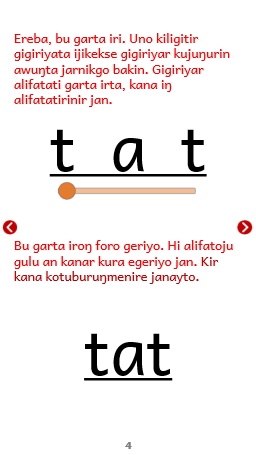 Ereba, bu garta iri. Uno kiligitir
gigiriyata ijikekse gigiriyar kujuŋurin
awuŋta jarnikgo bakin. Gigiriyar
alifatati garta irta, kana iŋ
alifatatirinir jan.
t a t
Bu garta iroŋ foro geriyo. Hi alifatoju
gulu an kanar kura egeriyo jan. Kir
kana kotuburuŋmenire janayto.
tat
4